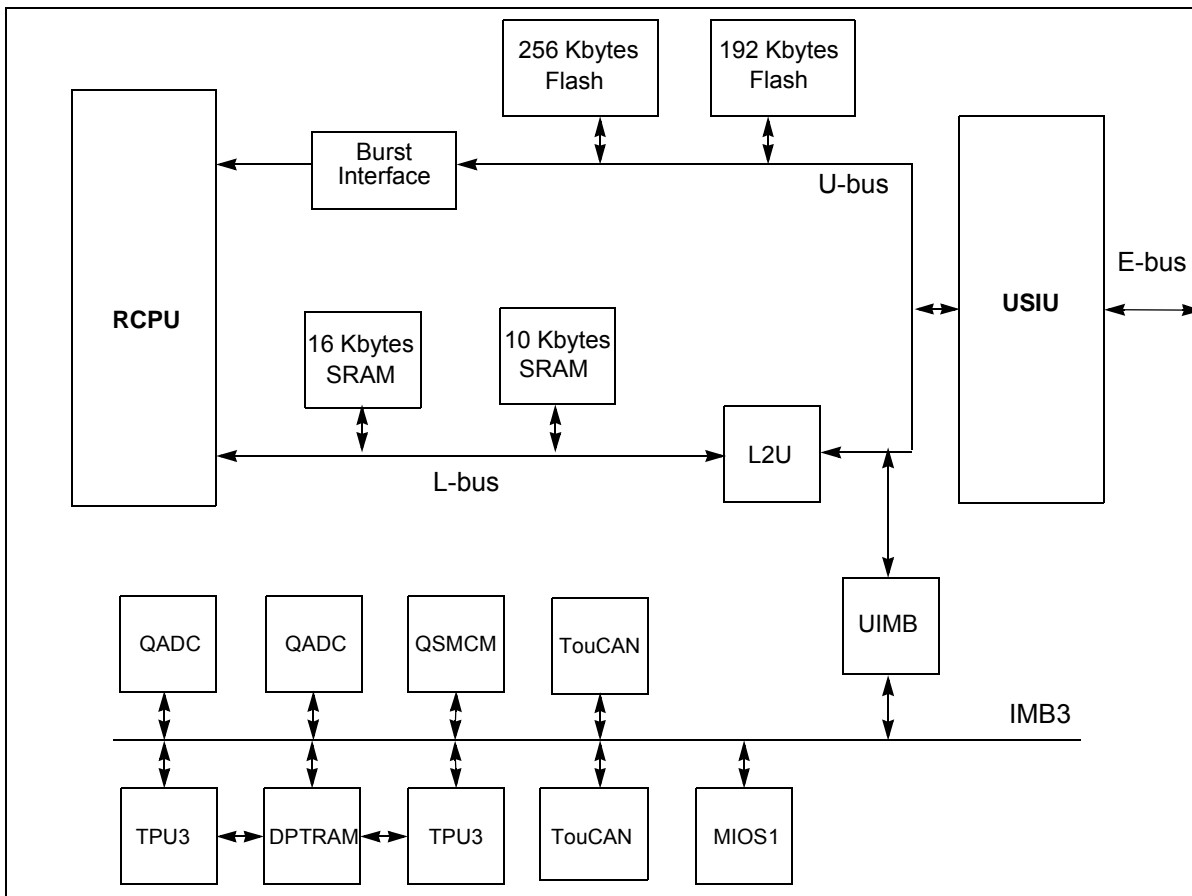 256 Kbytes
Flash
192 Kbytes
Flash
Burst
Interface
U-bus
E-bus
RCPU
USIU
16 Kbytes
SRAM
10 Kbytes
SRAM
L2U
L-bus
UIMB
QADC
QADC
QSMCM
TouCAN
IMB3
TPU3
DPTRAM
TPU3
TouCAN
MIOS1